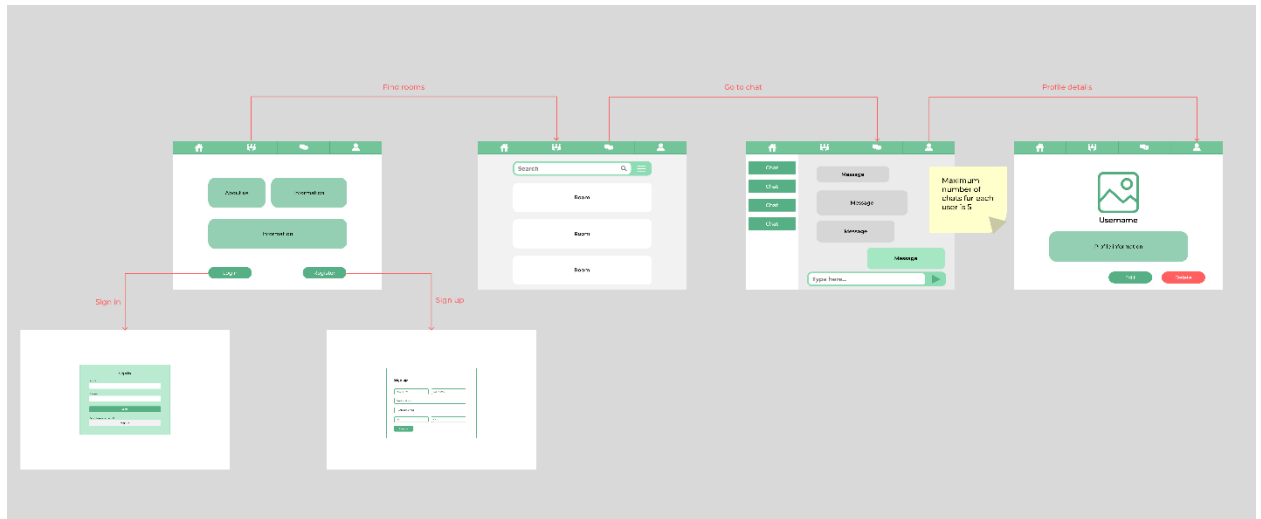 Find rooms
Go to chat
Profile details
About us
Information
Information
Login
Register
Search
Room
Room
Room
Chat
Chat
Chat
Chat
Message
Message
Message
Message
Type here...
Maximum
number of
chats for each
user is 5
Username
Profile information
Edit
Delete
Sign in
Sign up
Sign up